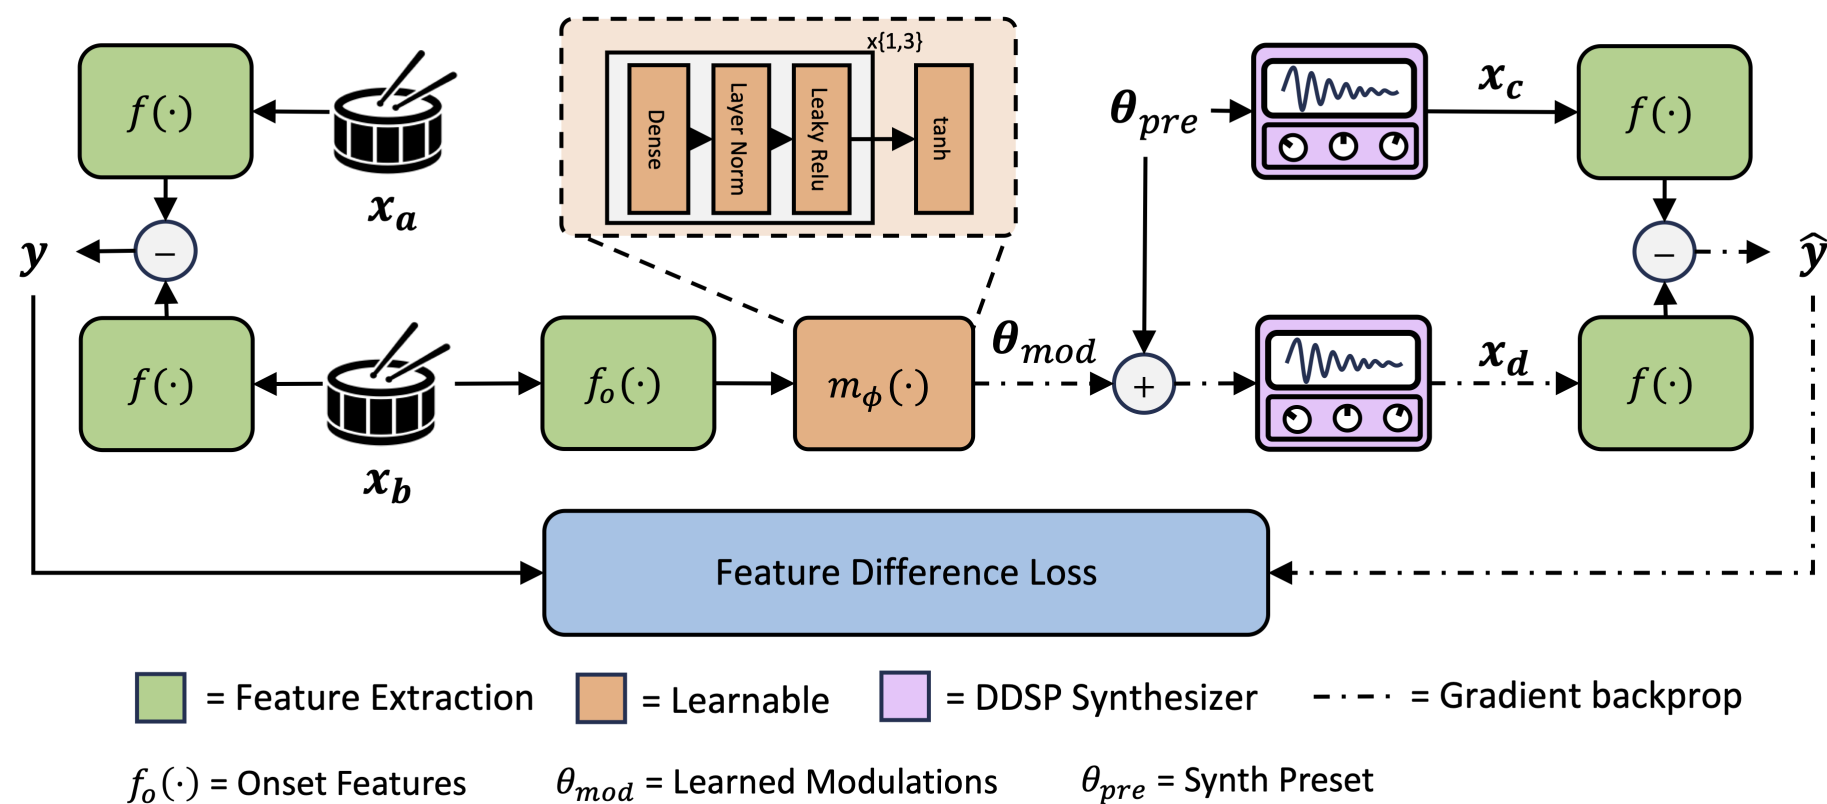 x{1,3}
Dense
Layer Norm
Leaky Relu
tanh
f(·)
x_a
θ_pre
x_c
f(·)
y
−
−
ŷ
f(·)
x_b
f_o(·)
m_ϕ(·)
θ_mod
+
x_d
f(·)
Feature Difference Loss
= Feature Extraction
= Learnable
= DDSP Synthesizer
= Gradient backprop
f_o(·) = Onset Features
θ_mod = Learned Modulations
θ_pre = Synth Preset